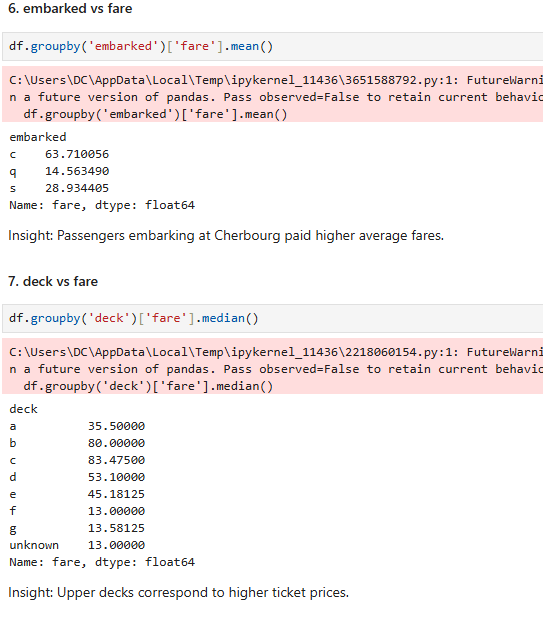 6. embarked vs fare
df.groupby('embarked')['fare'].mean()
C:\Users\DC\AppData\Local\Temp\ipykernel_11436\3651588792.py:1: FutureWarni
n a future version of pandas. Pass observed=False to retain current behavio
df.groupby('embarked')['fare'].mean()
embarked
c    63.710056
q    14.563490
s    28.934405
Name: fare, dtype: float64
Insight: Passengers embarking at Cherbourg paid higher average fares.
7. deck vs fare
df.groupby('deck')['fare'].median()
C:\Users\DC\AppData\Local\Temp\ipykernel_11436\2218060154.py:1: FutureWarni
n a future version of pandas. Pass observed=False to retain current behavio
df.groupby('deck')['fare'].median()
deck
a          35.50000
b          80.00000
c          83.47500
d          53.10000
e          45.18125
f          13.00000
g          13.58125
unknown    13.00000
Name: fare, dtype: float64
Insight: Upper decks correspond to higher ticket prices.